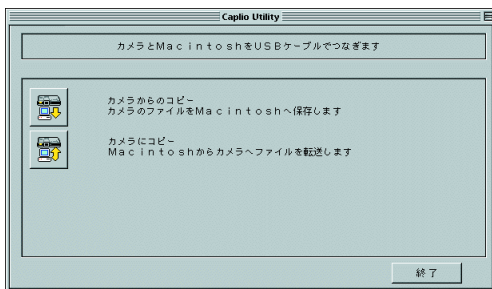 Caplio Utility
カメラとMacintoshをUSBケーブルでつなぎます
カメラからのコピー
カメラのファイルをMacintoshへ保存します
カメラにコピー
Macintoshからカメラへファイルを転送します
終了